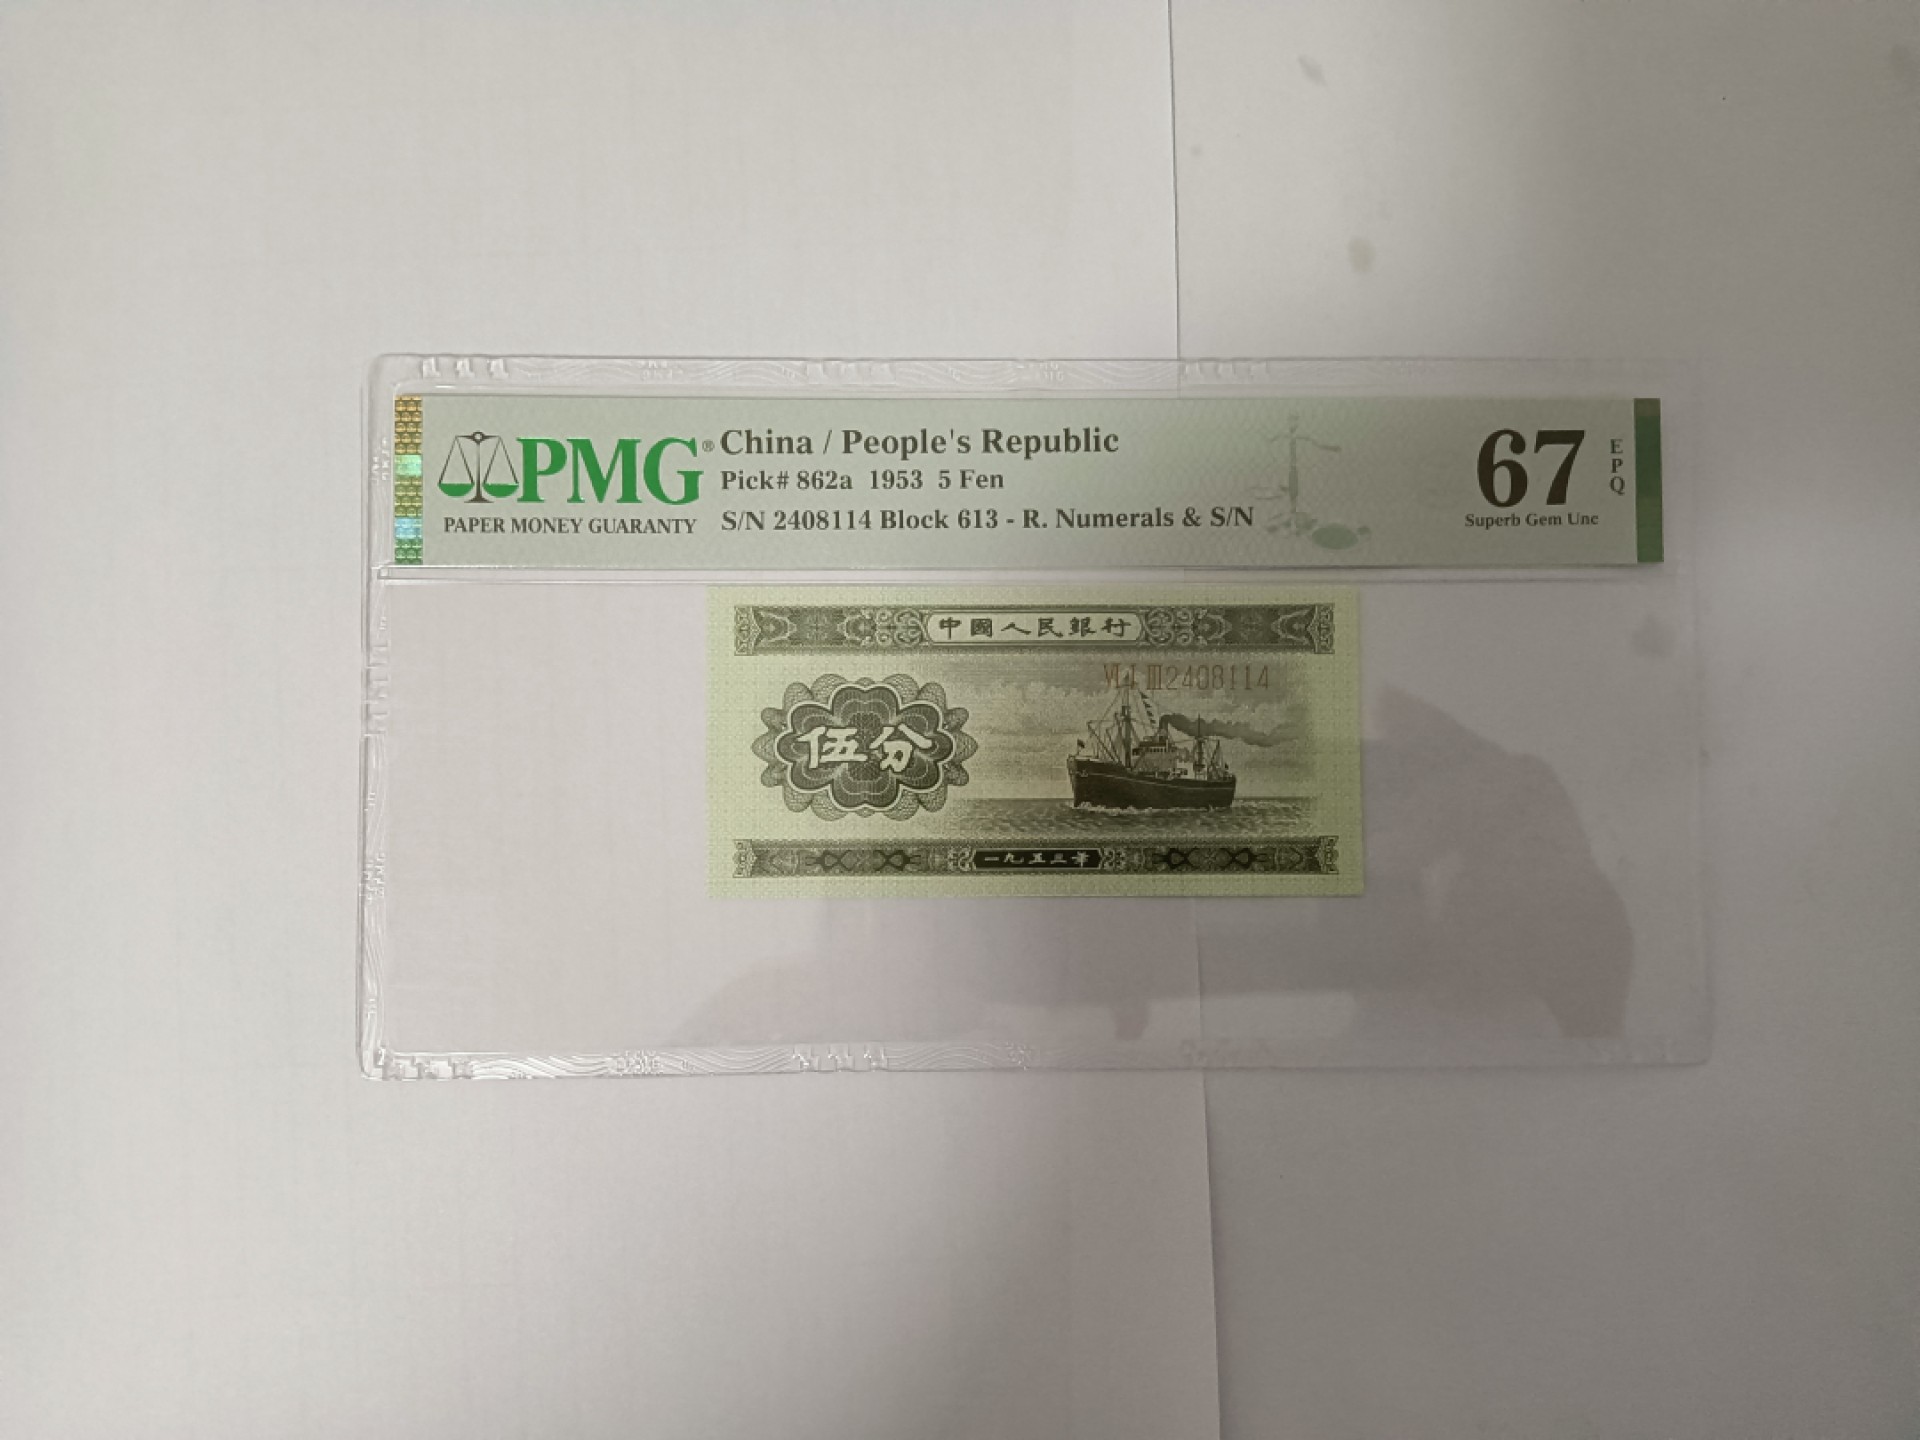 PMG®
PAPER MONEY GUARANTY
China / People's Republic
Pick# 862a 1953 5 Fen
S/N 2408114 Block 613 - R. Numerals & S/N
67
EPQ
Superb Gem Unc
中國人民銀行
VI I III 2408114
伍分
一九五三年